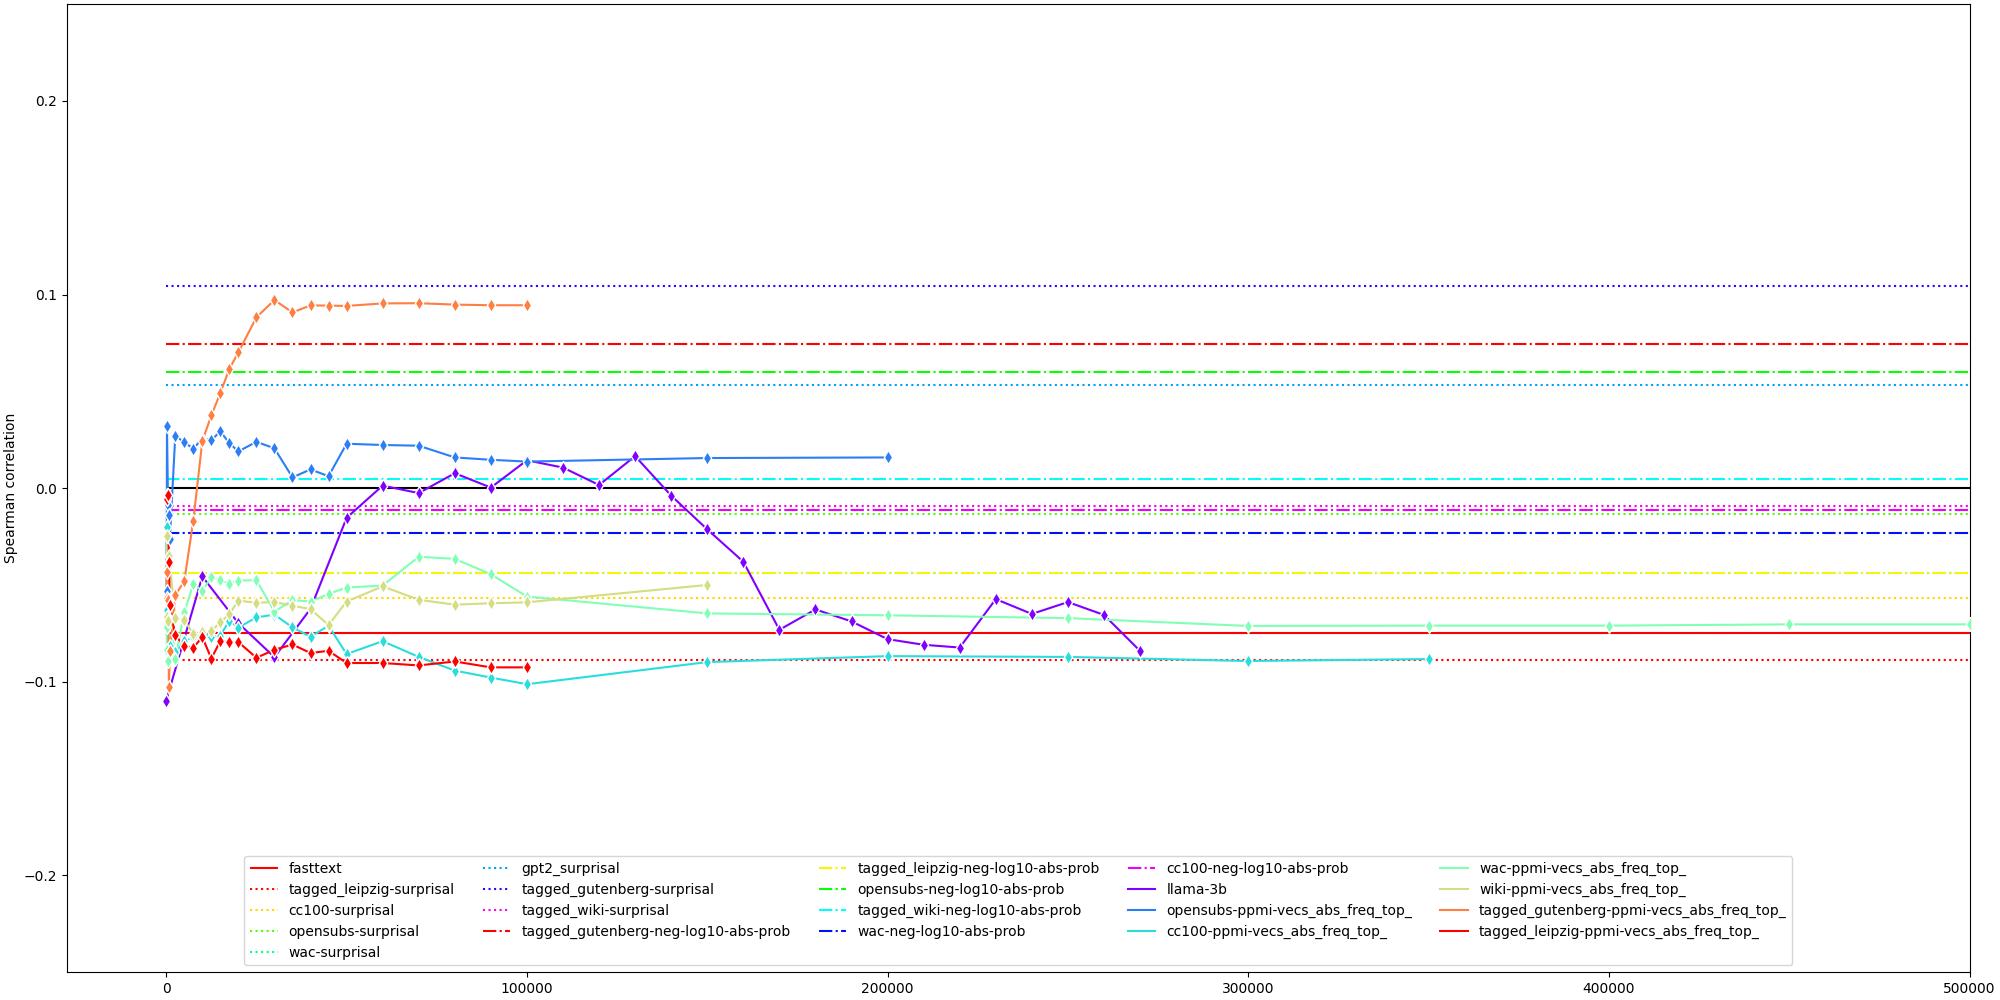 0.2
0.1
0.0
−0.1
−0.2
Spearman correlation
fasttext
tagged_leipzig-surprisal
cc100-surprisal
opensubs-surprisal
wac-surprisal
gpt2_surprisal
tagged_gutenberg-surprisal
tagged_wiki-surprisal
tagged_gutenberg-neg-log10-abs-prob
tagged_leipzig-neg-log10-abs-prob
opensubs-neg-log10-abs-prob
tagged_wiki-neg-log10-abs-prob
wac-neg-log10-abs-prob
cc100-neg-log10-abs-prob
llama-3b
opensubs-ppmi-vecs_abs_freq_top_
cc100-ppmi-vecs_abs_freq_top_
wac-ppmi-vecs_abs_freq_top_
wiki-ppmi-vecs_abs_freq_top_
tagged_gutenberg-ppmi-vecs_abs_freq_top_
tagged_leipzig-ppmi-vecs_abs_freq_top_
0 100000 200000 300000 400000 500000